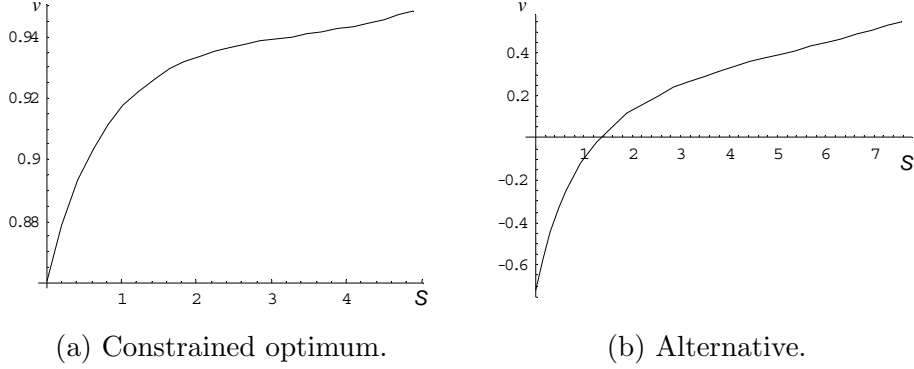 v
0.94
0.92
0.9
0.88
1 2 3 4 S
(a) Constrained optimum.
v
0.4
0.2
1 2 3 4 5 6 7 S
-0.2
-0.4
-0.6
(b) Alternative.